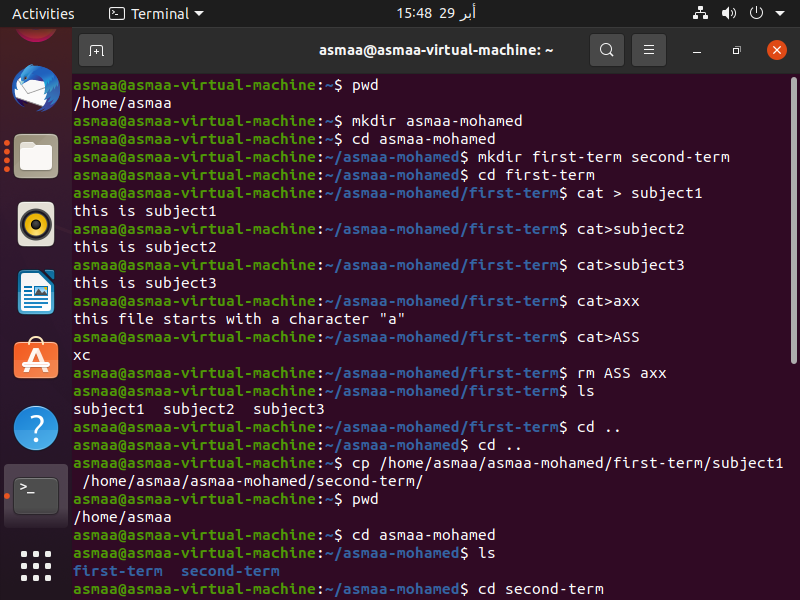 Activities Terminal 15:48 29 أبر
asmaa@asmaa-virtual-machine: ~
asmaa@asmaa-virtual-machine:~$ pwd
/home/asmaa
asmaa@asmaa-virtual-machine:~$ mkdir asmaa-mohamed
asmaa@asmaa-virtual-machine:~$ cd asmaa-mohamed
asmaa@asmaa-virtual-machine:~/asmaa-mohamed$ mkdir first-term second-term
asmaa@asmaa-virtual-machine:~/asmaa-mohamed$ cd first-term
asmaa@asmaa-virtual-machine:~/asmaa-mohamed/first-term$ cat > subject1
this is subject1
asmaa@asmaa-virtual-machine:~/asmaa-mohamed/first-term$ cat>subject2
this is subject2
asmaa@asmaa-virtual-machine:~/asmaa-mohamed/first-term$ cat>subject3
this is subject3
asmaa@asmaa-virtual-machine:~/asmaa-mohamed/first-term$ cat>axx
this file starts with a character "a"
asmaa@asmaa-virtual-machine:~/asmaa-mohamed/first-term$ cat>ASS
xc
asmaa@asmaa-virtual-machine:~/asmaa-mohamed/first-term$ rm ASS axx
asmaa@asmaa-virtual-machine:~/asmaa-mohamed/first-term$ ls
subject1  subject2  subject3
asmaa@asmaa-virtual-machine:~/asmaa-mohamed/first-term$ cd ..
asmaa@asmaa-virtual-machine:~/asmaa-mohamed$ cd ..
asmaa@asmaa-virtual-machine:~$ cp /home/asmaa/asmaa-mohamed/first-term/subject1
 /home/asmaa/asmaa-mohamed/second-term/
asmaa@asmaa-virtual-machine:~$ pwd
/home/asmaa
asmaa@asmaa-virtual-machine:~$ cd asmaa-mohamed
asmaa@asmaa-virtual-machine:~/asmaa-mohamed$ ls
first-term  second-term
asmaa@asmaa-virtual-machine:~/asmaa-mohamed$ cd second-term